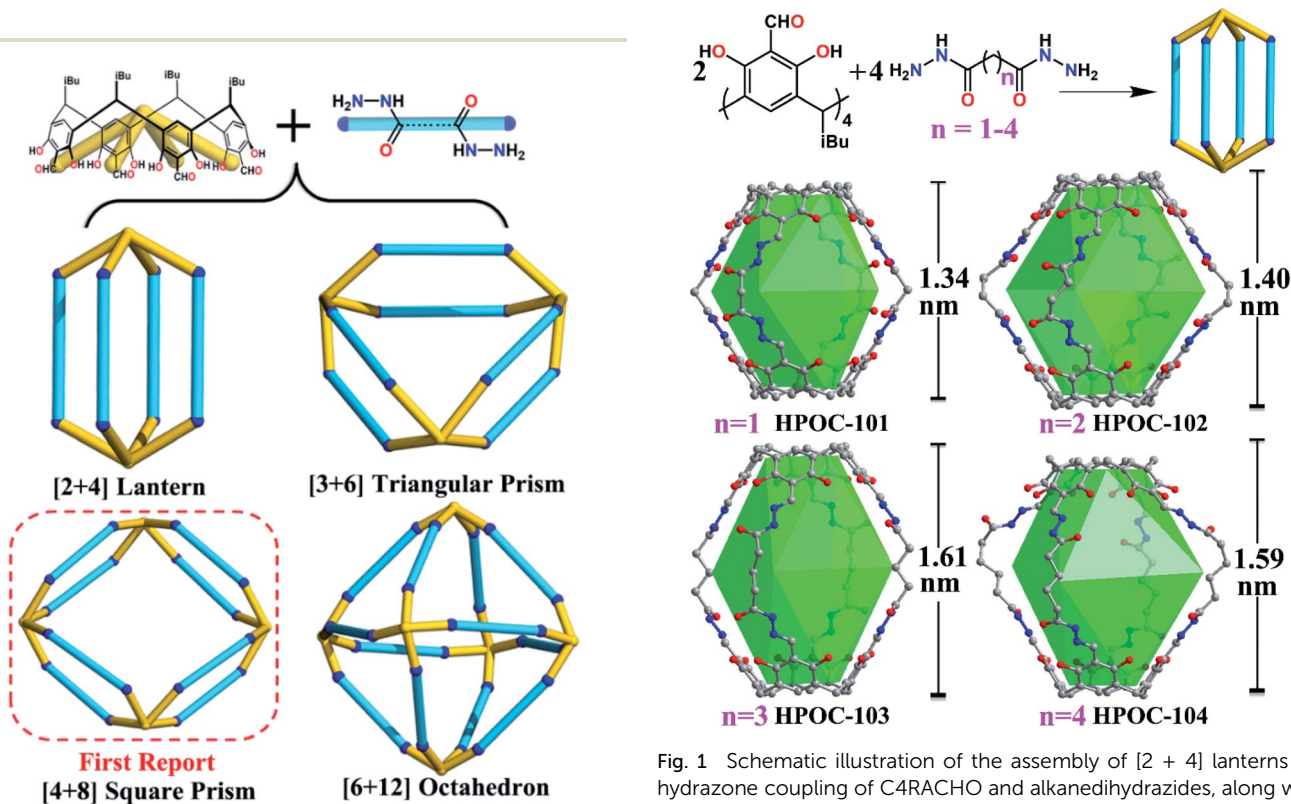 iBu
iBu
iBu
iBu
HO
HO
HO
HO
OH
OH
OH
OH
CHO
CHO
CHO
CHO
+
H₂N
NH
O
O
HN-NH₂
[2+4] Lantern
[3+6] Triangular Prism
First Report
[4+8] Square Prism
[6+12] Octahedron
2
CHO
HO
OH
4
iBu
+4
H₂N
H
N
n
H
N
NH₂
O
O
n = 1-4
1.34
nm
1.40
nm
n=1 HPOC-101
n=2 HPOC-102
1.61
nm
1.59
nm
n=3 HPOC-103
n=4 HPOC-104
Fig. 1 Schematic illustration of the assembly of [2 + 4] lanterns
hydrazone coupling of C4RACHO and alkanedihydrazides, along w